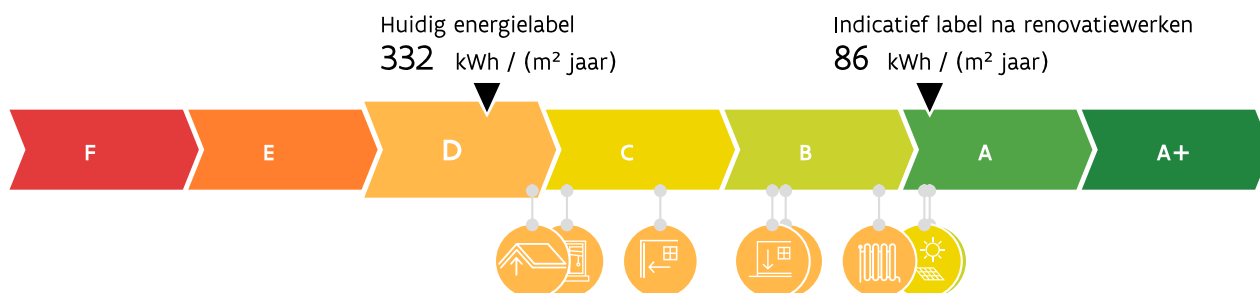 Huidig energielabel
332 kWh / (m² jaar)
Indicatief label na renovatiewerken
86 kWh / (m² jaar)
F E D C B A A+